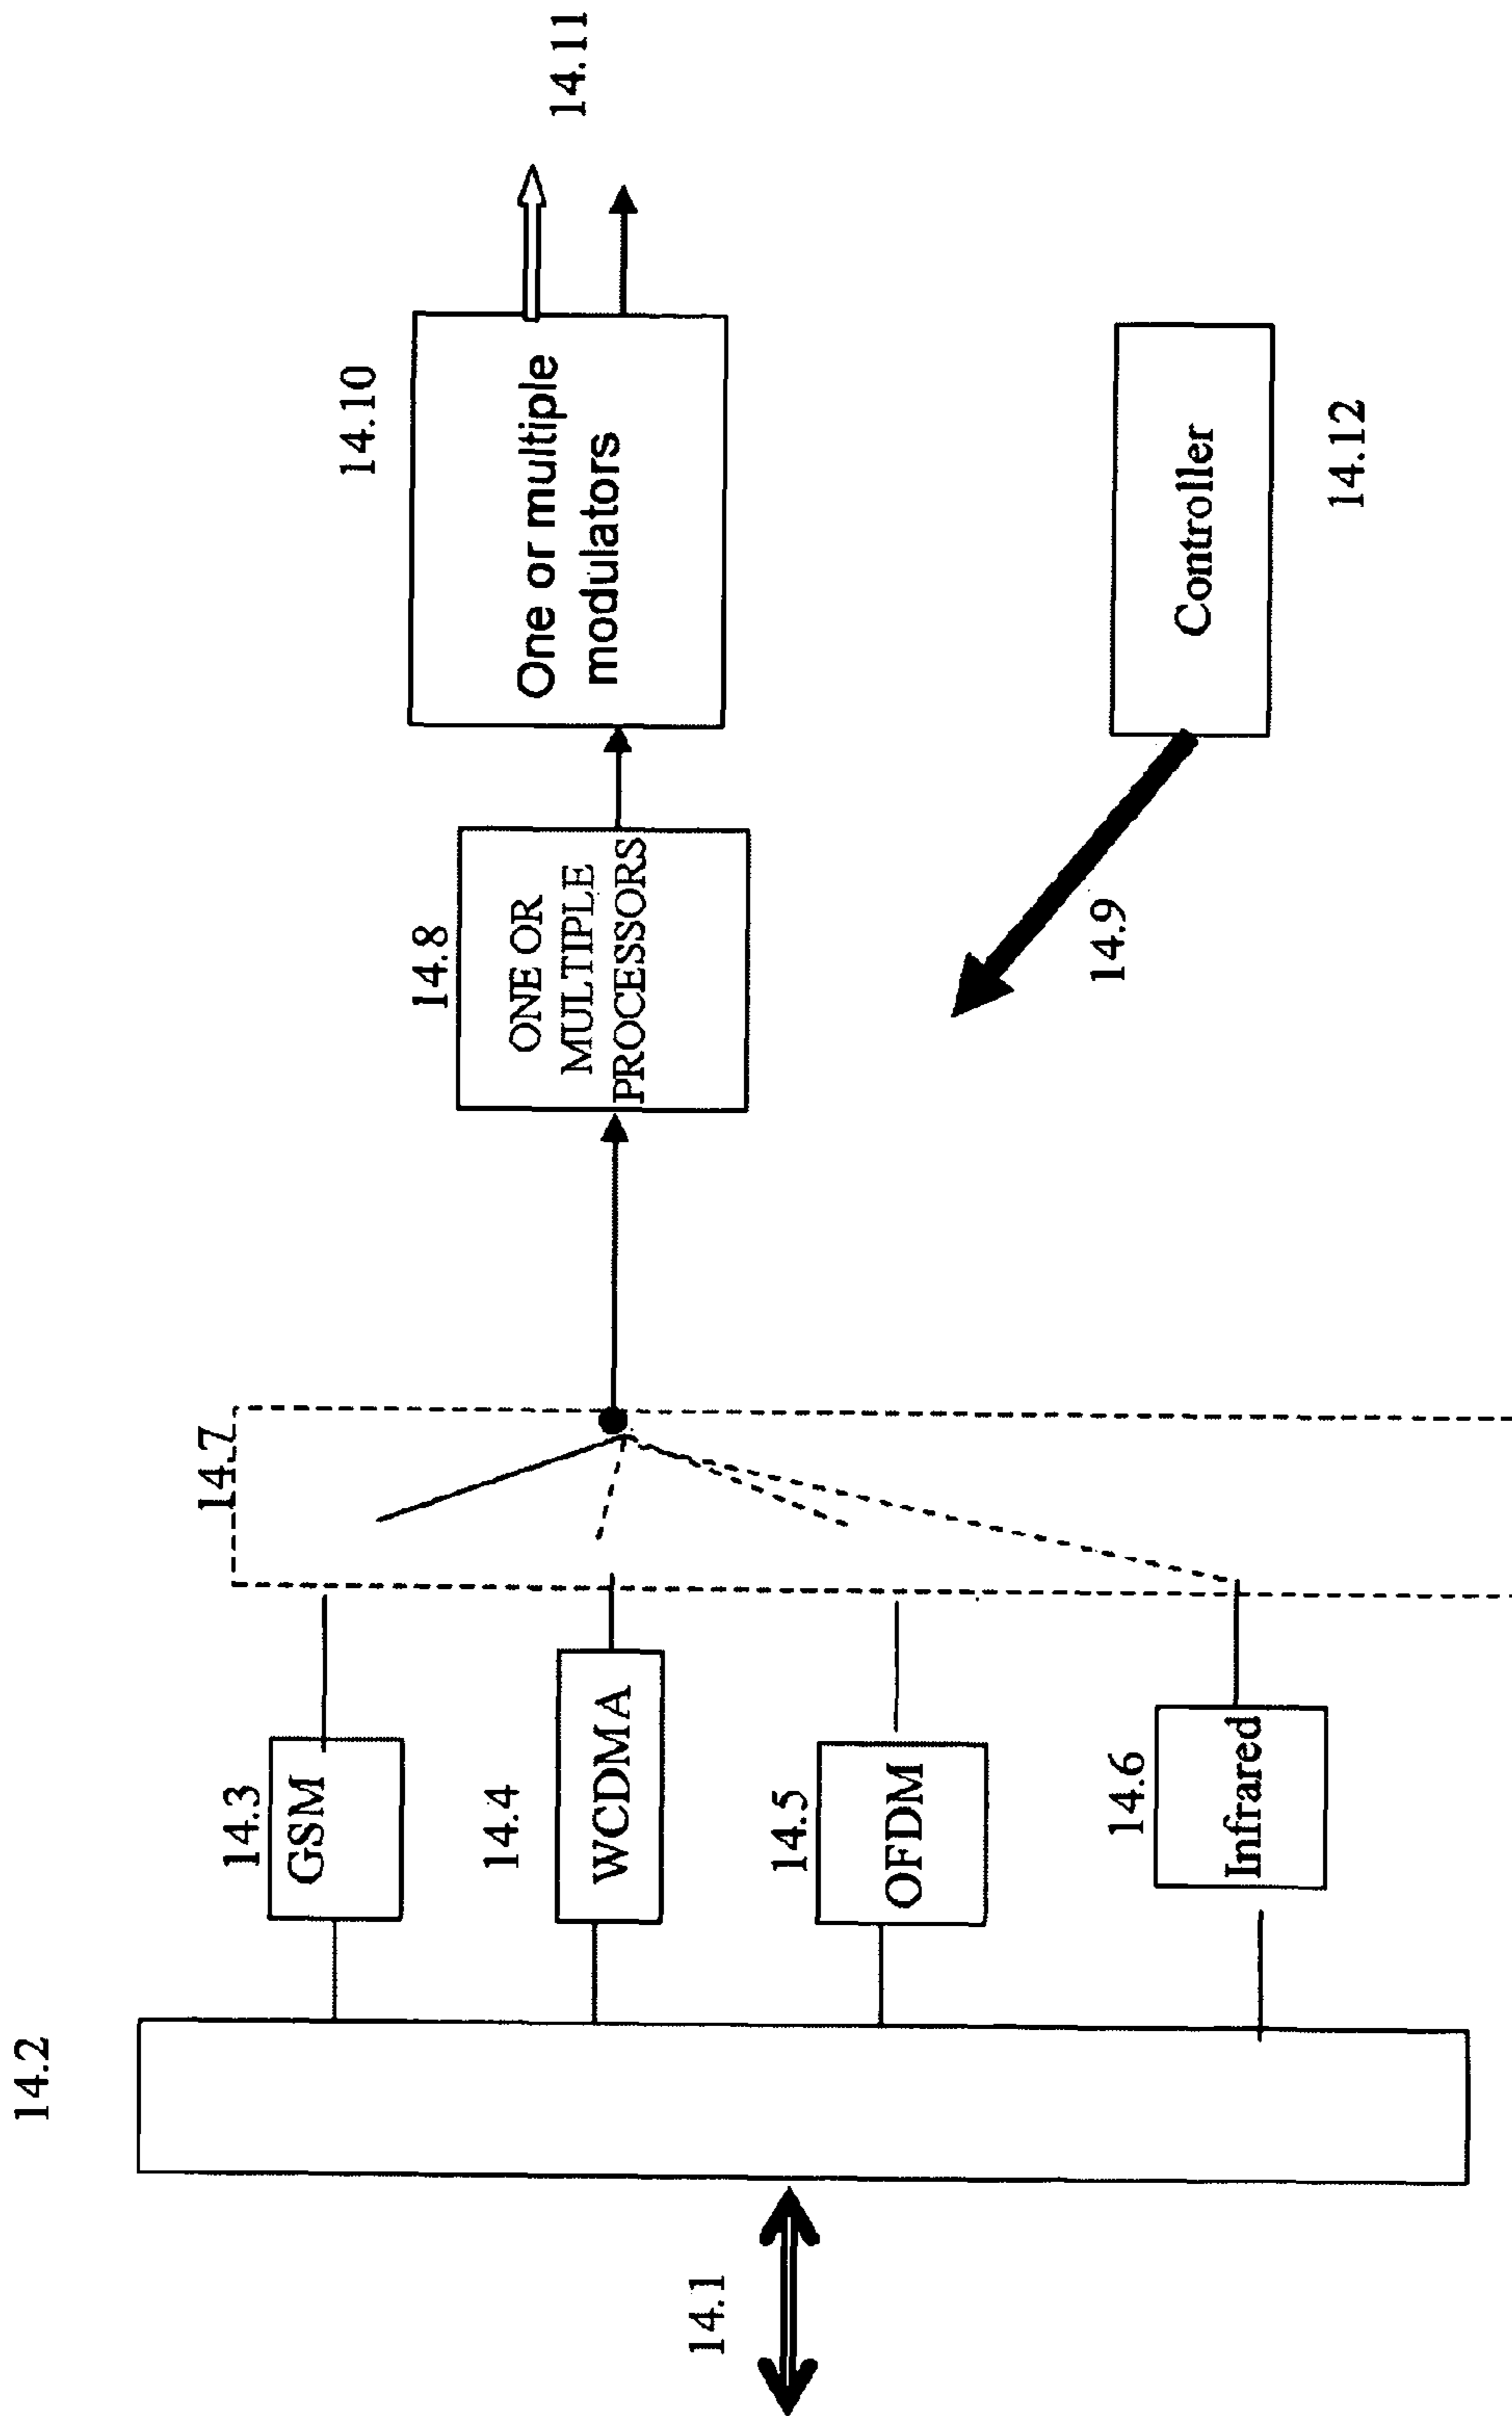 14.1
14.2
14.3
GSM
14.4
WCDMA
14.5
OFDM
14.6
Infrared
14.7
14.8
ONE OR
MULTIPLE
PROCESSORS
14.9
14.10
One or multiple
modulators
14.11
Controller
14.12